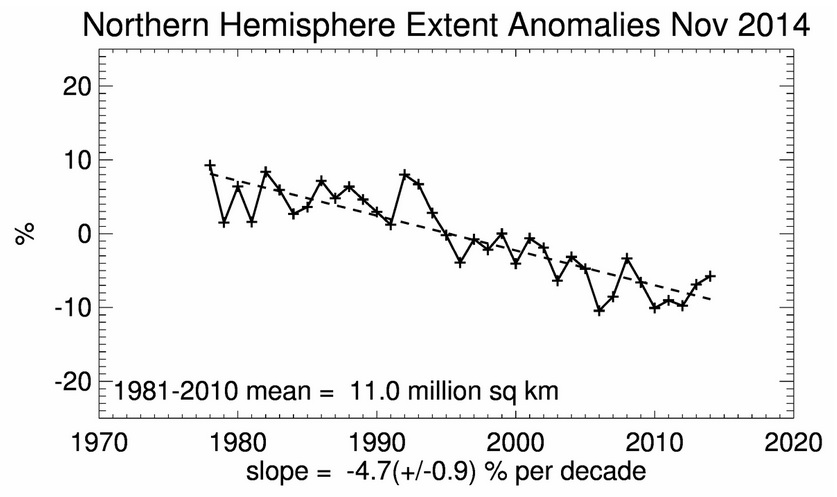 Northern Hemisphere Extent Anomalies Nov 2014
20
10
0
-10
-20
%
1981-2010 mean = 11.0 million sq km
1970 1980 1990 2000 2010 2020
slope = -4.7(+/-0.9) % per decade